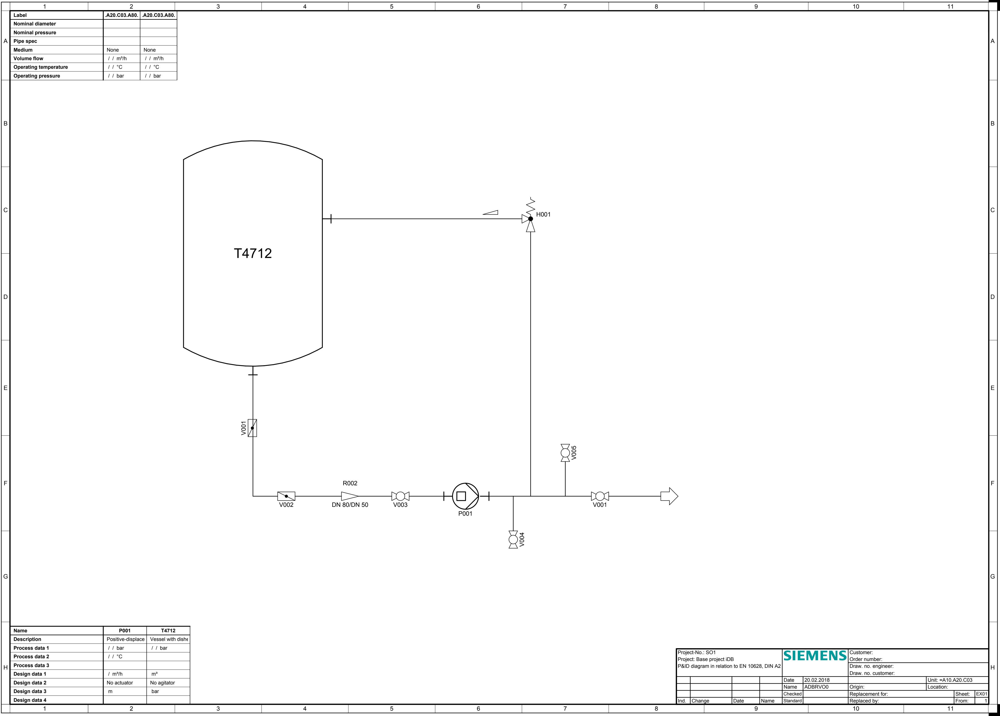 1 2 3 4 5 6 7 8 9 10 11
Label .A20.C03.A80. .A20.C03.A80.
Nominal diameter
Nominal pressure
A Pipe spec A
Medium None None
Volume flow / / m³/h / / m³/h
Operating temperature / / °C / / °C
Operating pressure / / bar / / bar
B B
C C
H001
T4712
D D
E E
V001
V005
F F
R002
V002 DN 80/DN 50 V003 V001
P001
V004
G G
Name P001 T4712
Description Positive-displace Vessel with dishe
Process data 1 / / bar / / bar
Process data 2 / / °C
Process data 3
H H
Design data 1 / m³/h m³
Design data 2 No actuator No agitator
Design data 3 m bar
Design data 4
Project-No.: SO1
Project: Base project iDB
P&ID diagram in relation to EN 10628, DIN A2
SIEMENS
Customer:
Order number:
Draw. no. engineer:
Draw. no. customer:
Date 20.02.2018 Unit: =A10.A20.C03
Name ADBRVO0 Origin: Location:
Checked Replacement for: Sheet: EX01
Ind. Change Date Name Standard Replaced by: From: 1
1 2 3 4 5 6 7 8 9 10 11